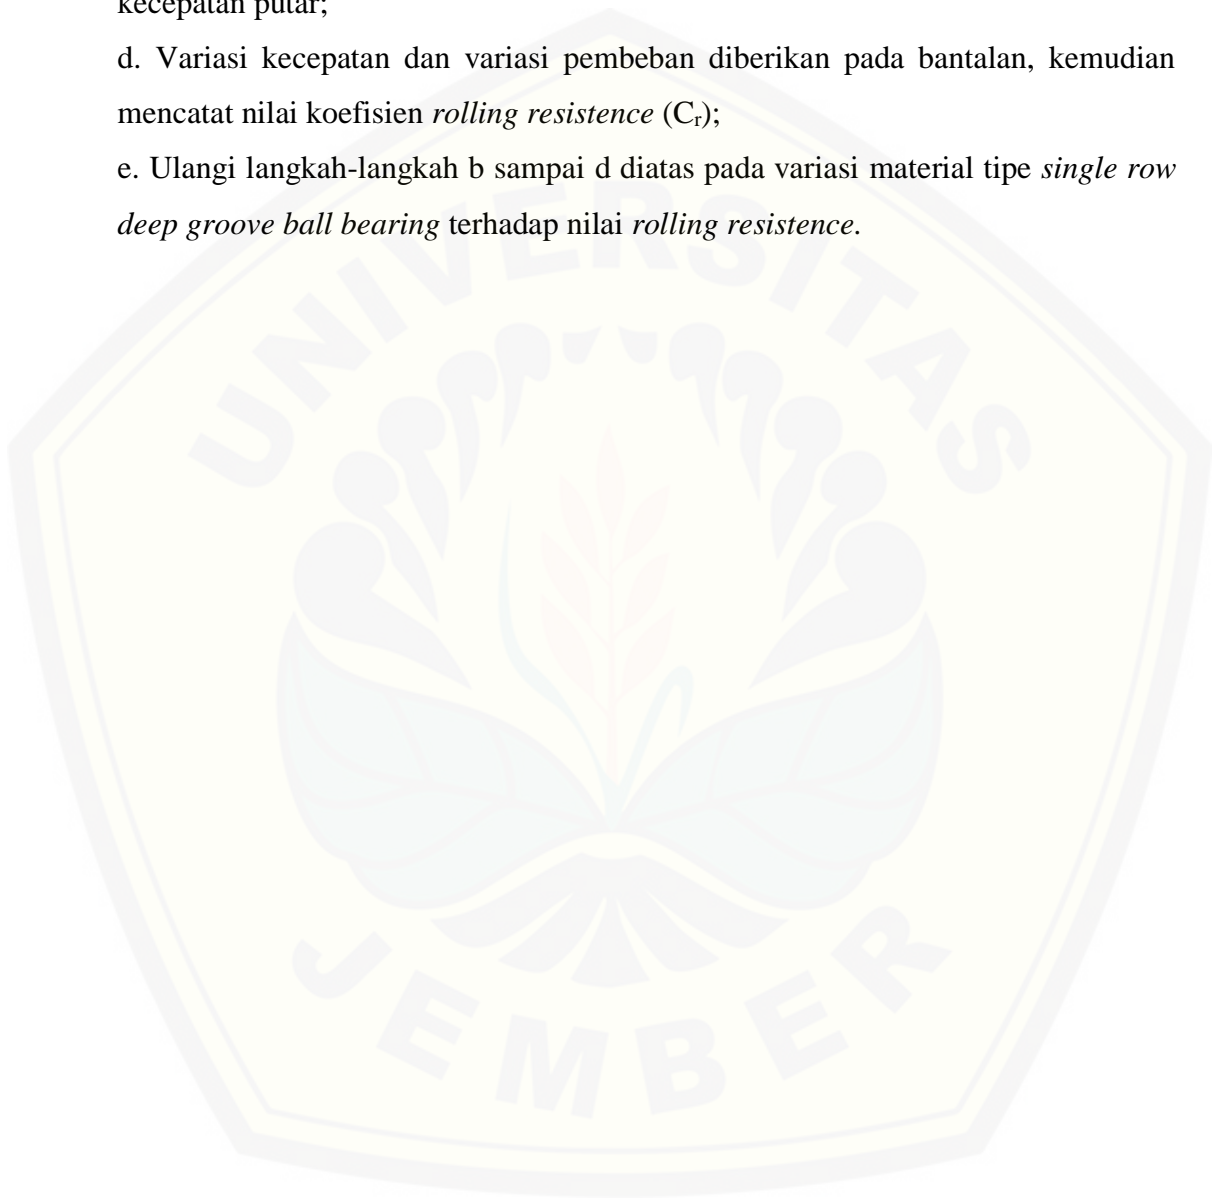 kecepatan putar;
d. Variasi kecepatan dan variasi pembeban diberikan pada bantalan, kemudian
mencatat nilai koefisien rolling resistence (Cr);
e. Ulangi langkah-langkah b sampai d diatas pada variasi material tipe single row
deep groove ball bearing terhadap nilai rolling resistence.
UNIVERSITAS
JEMBER